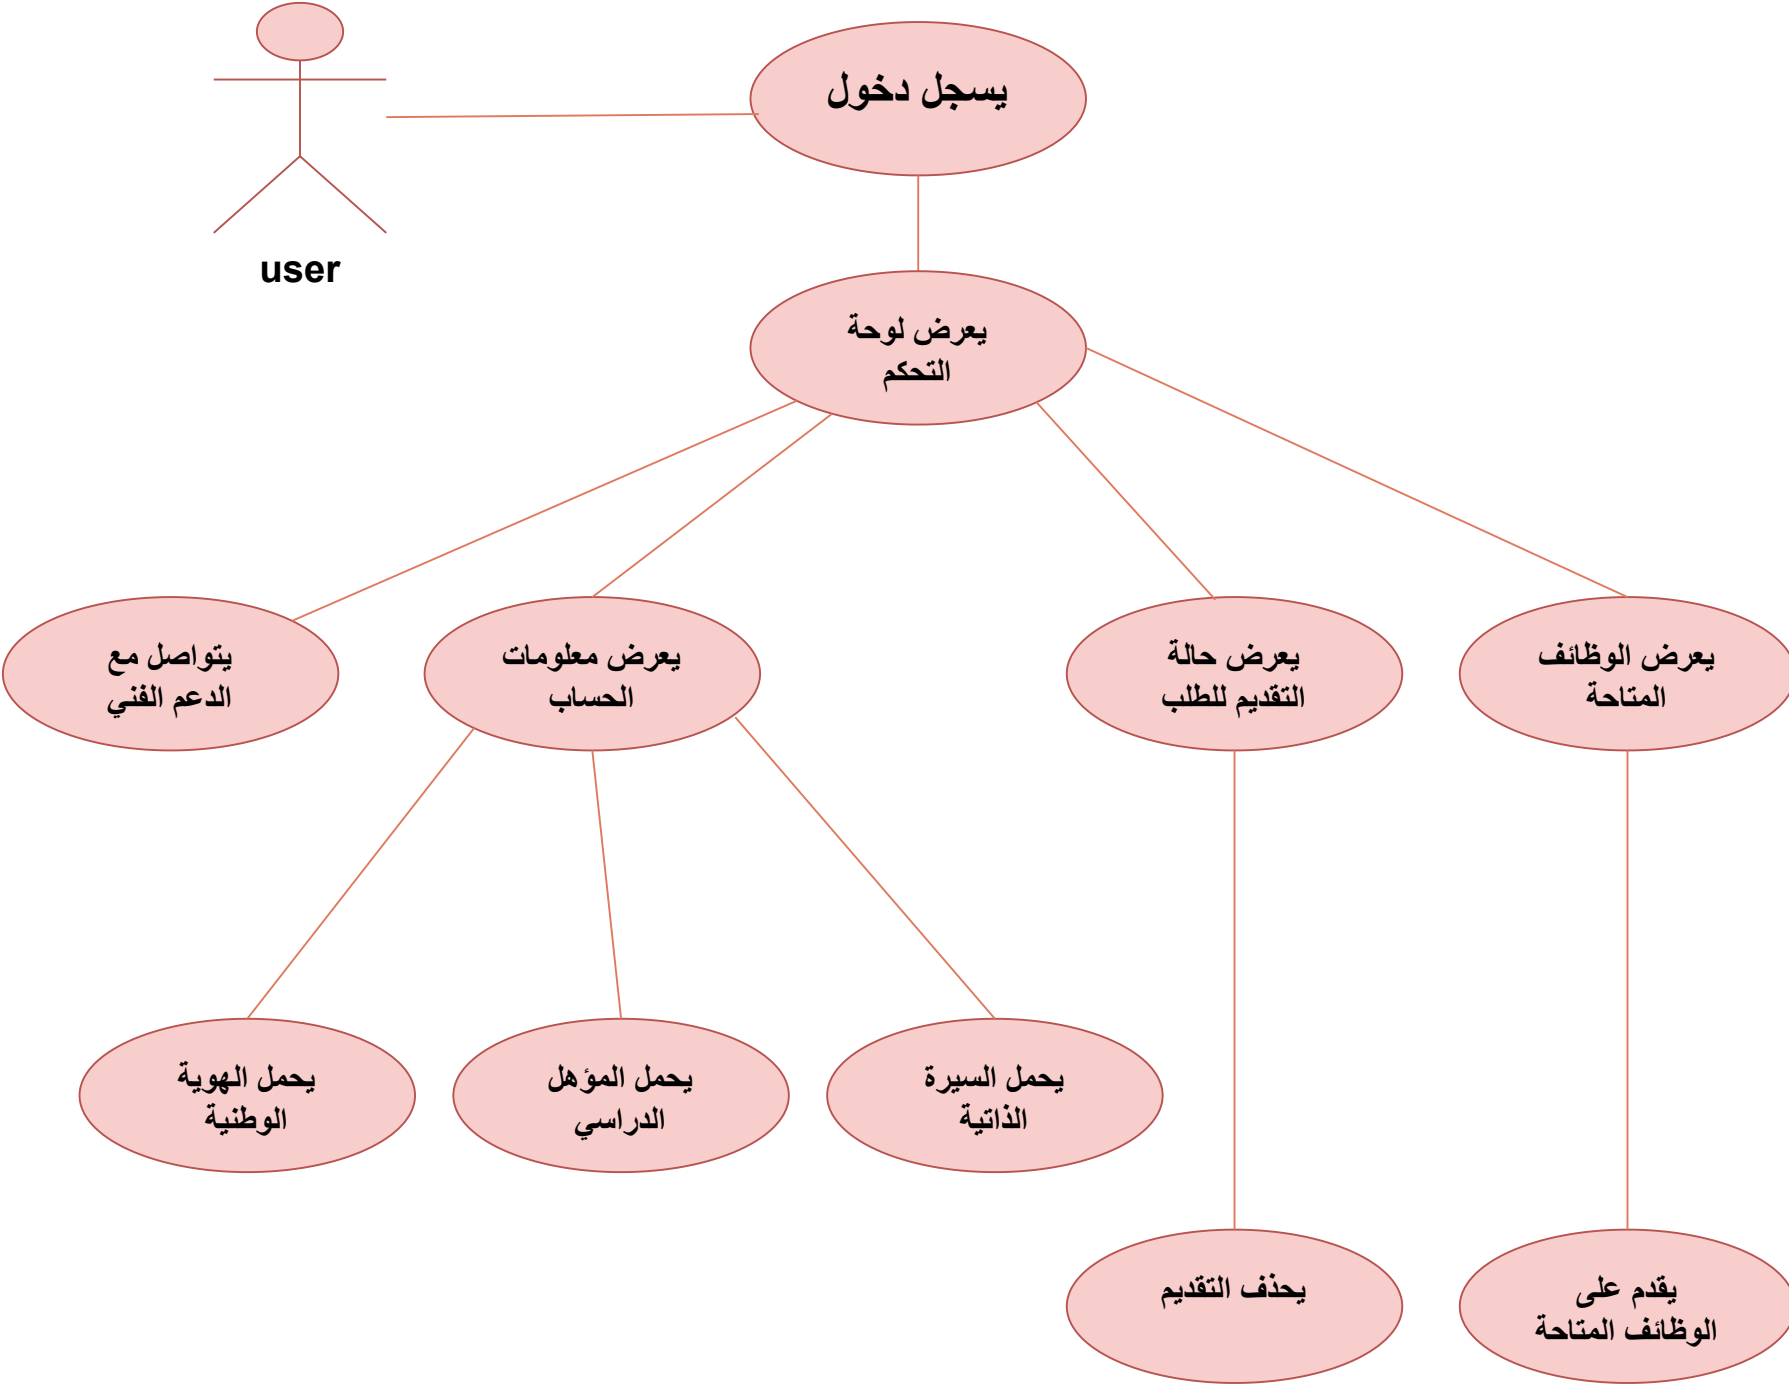 يسجل دخول
user
يعرض لوحة
التحكم
يعرض الوظائف
المتاحة
يعرض حالة
التقديم للطلب
يعرض معلومات
الحساب
يتواصل مع
الدعم الفني
يحمل السيرة
الذاتية
يحمل المؤهل
الدراسي
يحمل الهوية
الوطنية
يقدم على
الوظائف المتاحة
يحذف التقديم